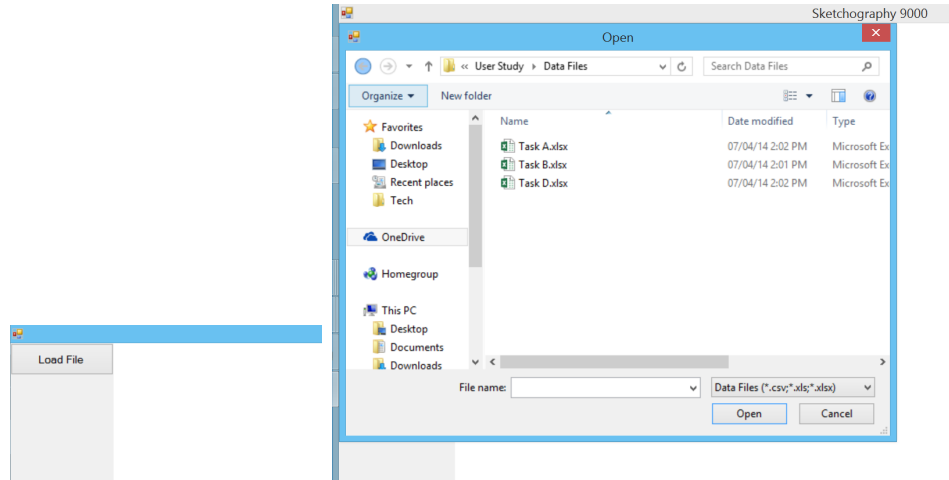 Sketchography 9000
Open
« User Study Data Files
Search Data Files
Organize
New folder
Name Date modified Type
Favorites
Downloads
Desktop
Recent places
Tech
OneDrive
Homegroup
This PC
Desktop
Documents
Downloads
Task A.xlsx 07/04/14 2:02 PM Microsoft Ex
Task B.xlsx 07/04/14 2:01 PM Microsoft Ex
Task D.xlsx 07/04/14 2:02 PM Microsoft Ex
File name:
Data Files (*.csv;*.xls;*.xlsx)
Open
Cancel
Load File